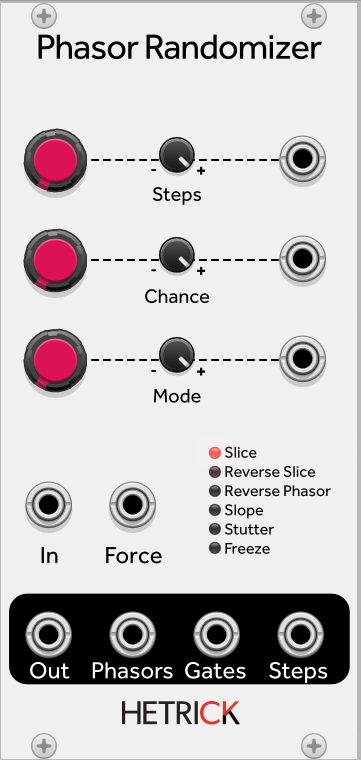 Phasor Randomizer
- +
Steps
- +
Chance
- +
Mode
Slice
Reverse Slice
Reverse Phasor
Slope
Stutter
Freeze
In Force
Out Phasors Gates Steps
HETRICK